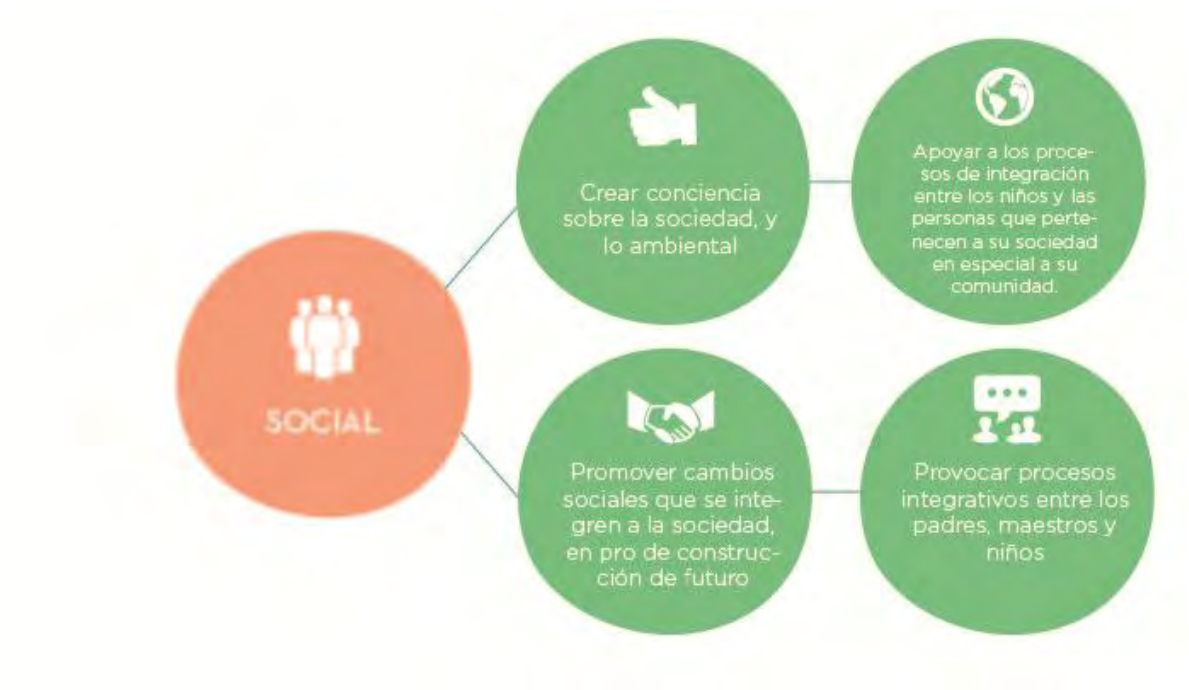 SOCIAL
Crear conciencia
sobre la sociedad, y
lo ambiental
Apoyar a los proce-
sos de integración
entre los niños y las
personas que perte-
necen a su sociedad
en especial a su
comunidad.
Promover cambios
sociales que se inte-
gren a la sociedad,
en pro de construc-
ción de futuro
Provocar procesos
integrativos entre los
padres, maestros y
niños